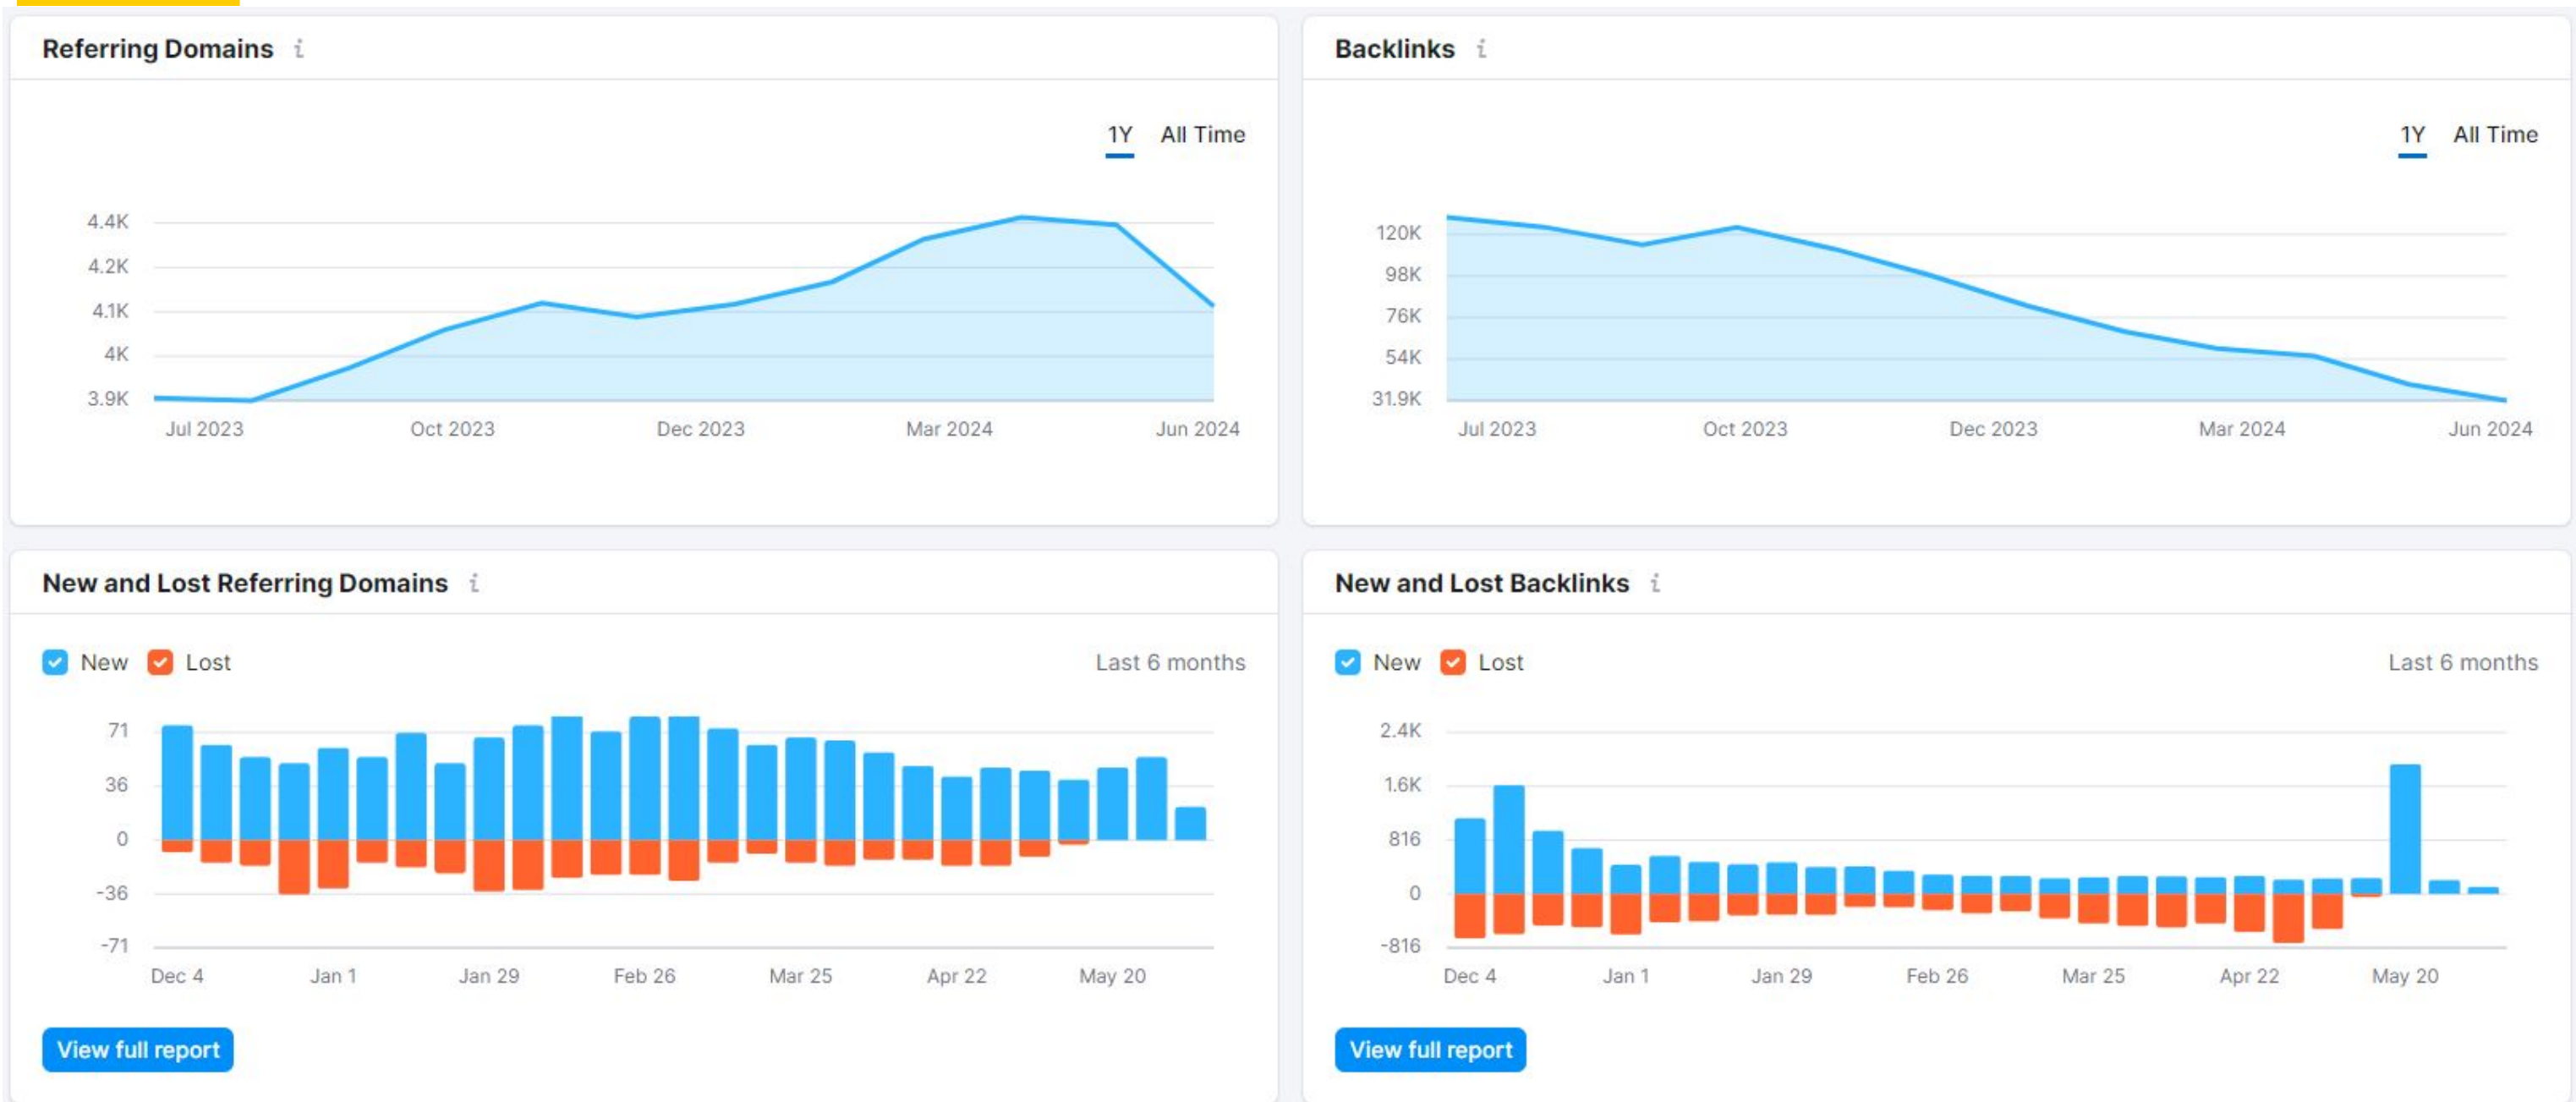 Referring Domains i
1Y All Time
4.4K
4.2K
4.1K
4K
3.9K
Jul 2023 Oct 2023 Dec 2023 Mar 2024 Jun 2024
Backlinks i
1Y All Time
120K
98K
76K
54K
31.9K
Jul 2023 Oct 2023 Dec 2023 Mar 2024 Jun 2024
New and Lost Referring Domains i
New Lost Last 6 months
71
36
0
-36
-71
Dec 4 Jan 1 Jan 29 Feb 26 Mar 25 Apr 22 May 20
View full report
New and Lost Backlinks i
New Lost Last 6 months
2.4K
1.6K
816
0
-816
Dec 4 Jan 1 Jan 29 Feb 26 Mar 25 Apr 22 May 20
View full report